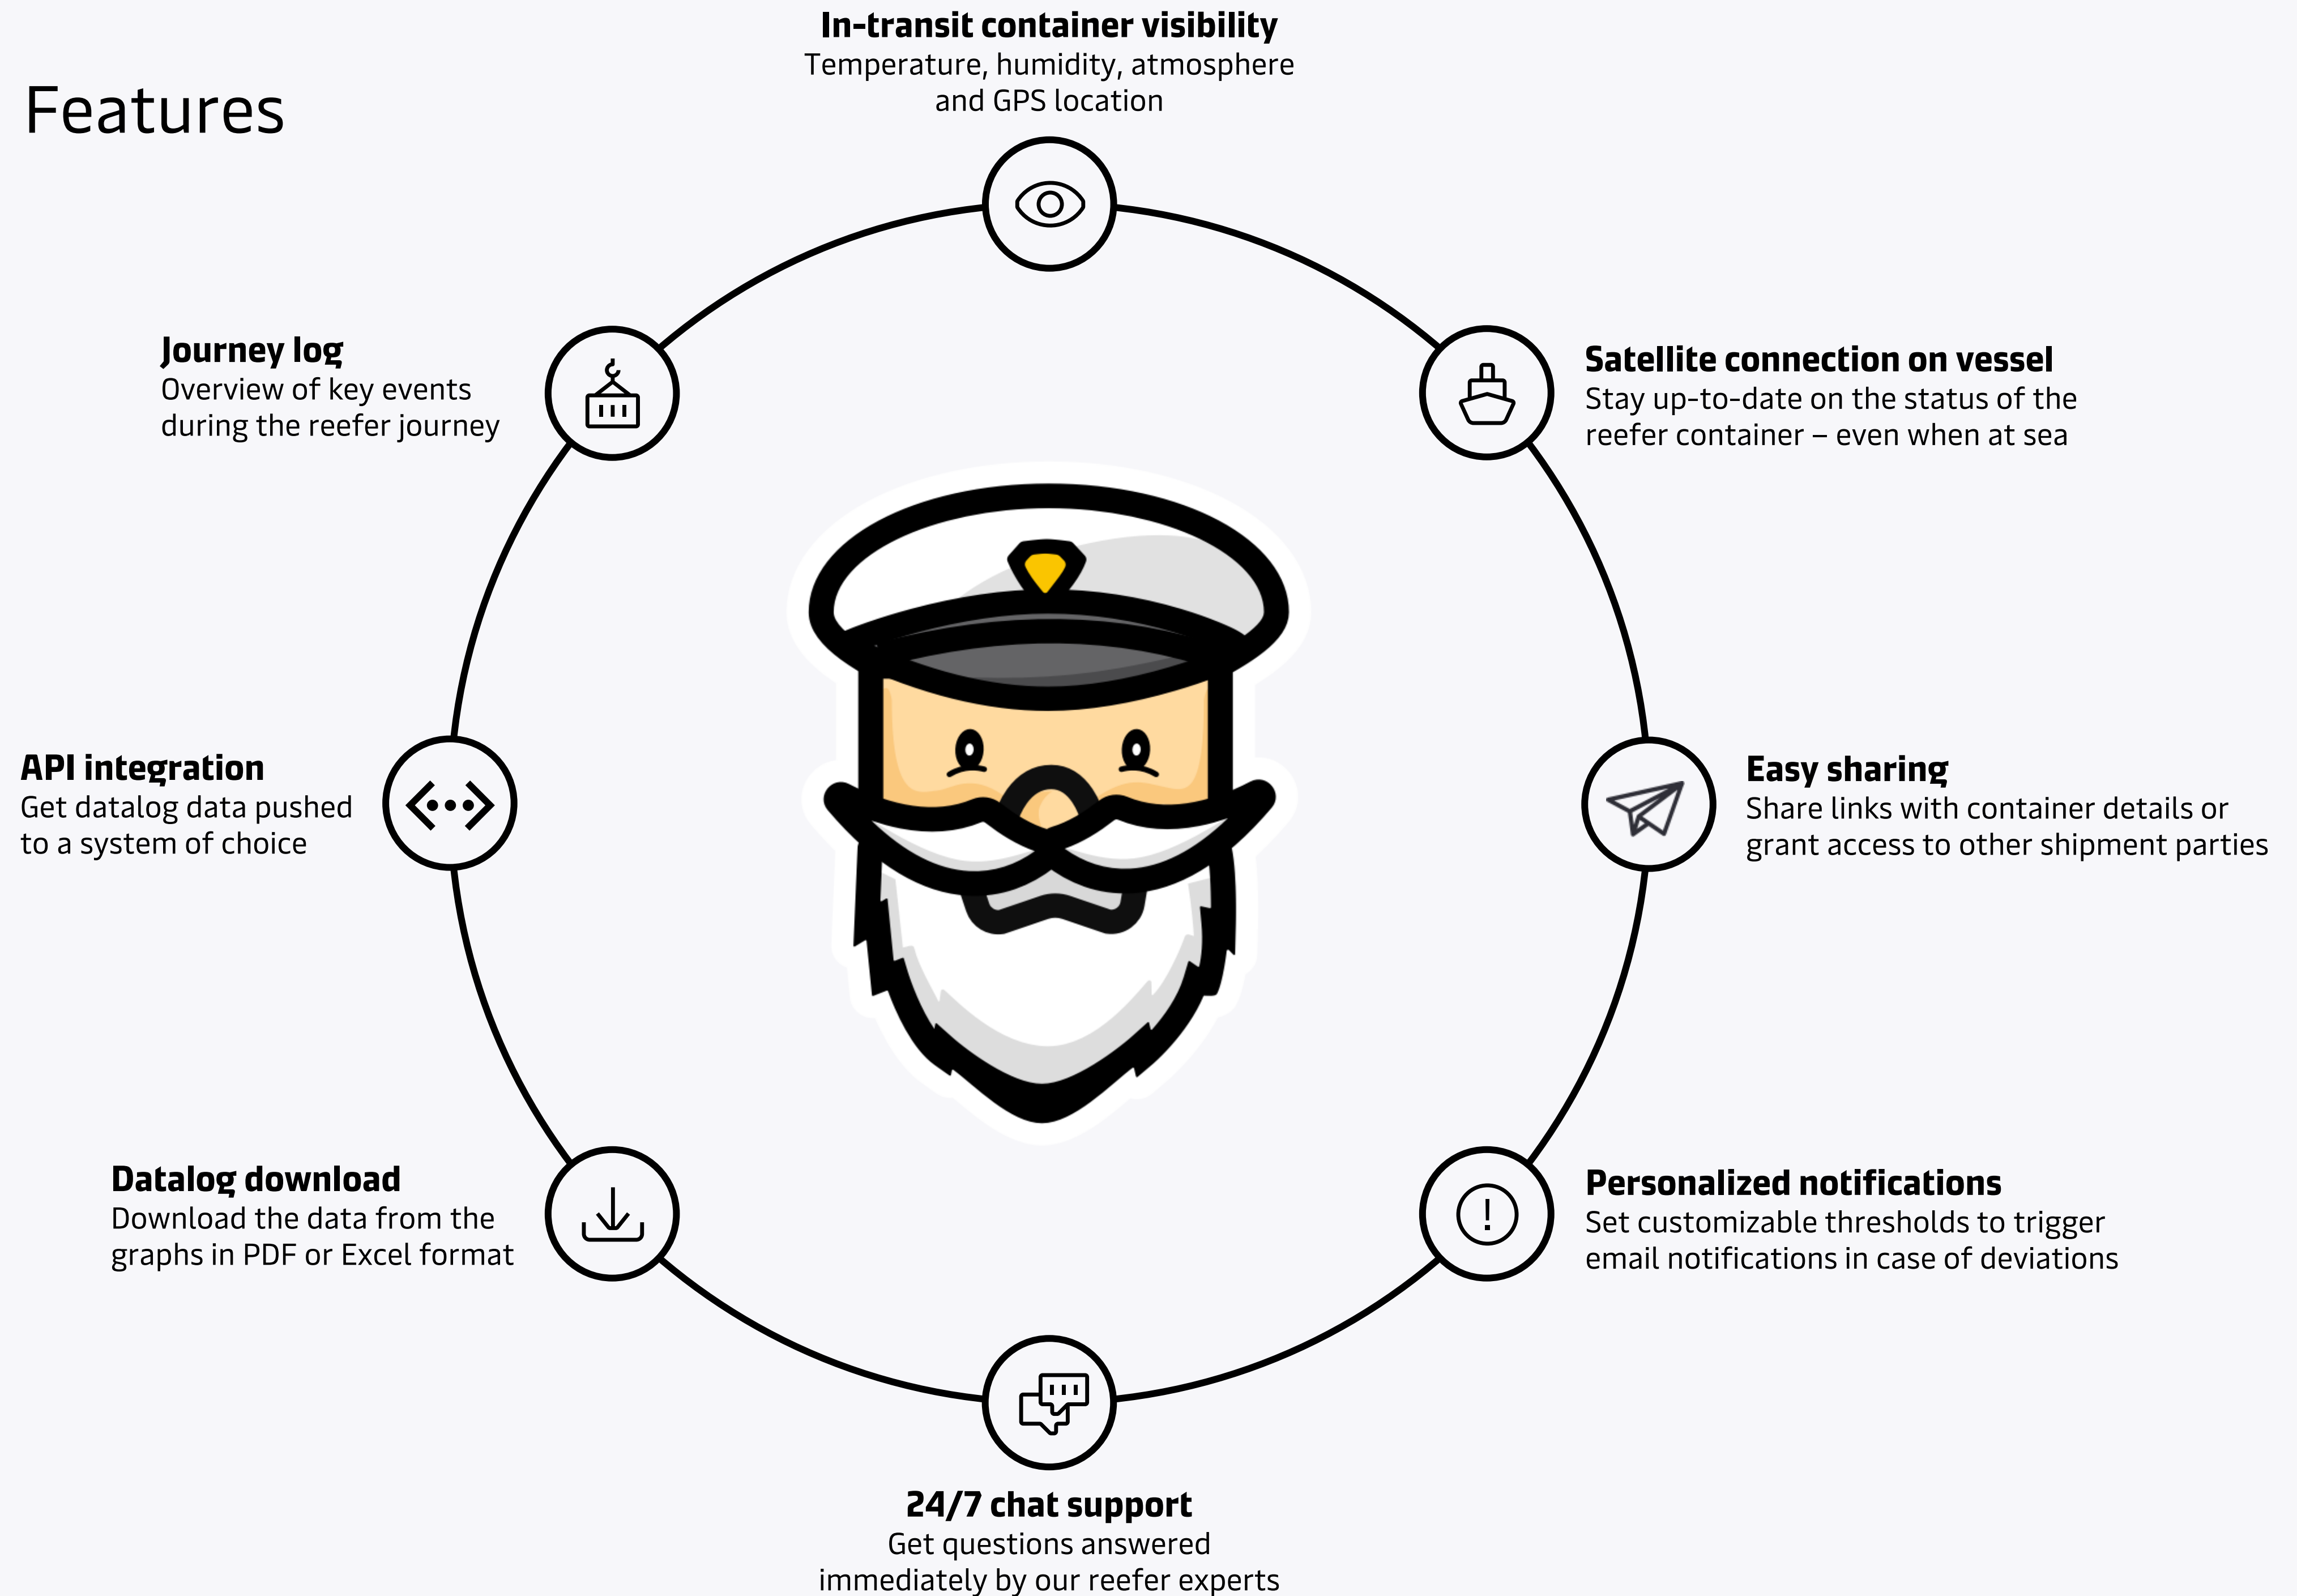 Features
In-transit container visibility
Temperature, humidity, atmosphere
and GPS location
Satellite connection on vessel
Stay up-to-date on the status of the
reefer container – even when at sea
Easy sharing
Share links with container details or
grant access to other shipment parties
Personalized notifications
Set customizable thresholds to trigger
email notifications in case of deviations
24/7 chat support
Get questions answered
immediately by our reefer experts
Datalog download
Download the data from the
graphs in PDF or Excel format
API integration
Get datalog data pushed
to a system of choice
Journey log
Overview of key events
during the reefer journey